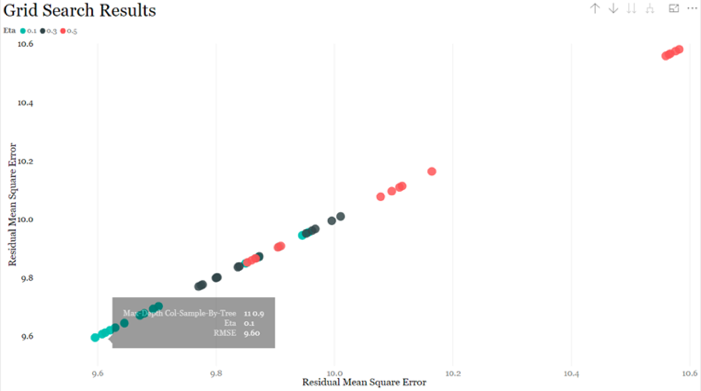 Grid Search Results
Eta 0.1 0.3 0.5
10.6
10.4
10.2
10.0
9.8
9.6
Residual Mean Square Error
Max Depth Col-Sample-By-Tree 11 0.9
Eta 0.1
RMSE 9.60
9.6 9.8 10.0 10.2 10.4 10.6
Residual Mean Square Error